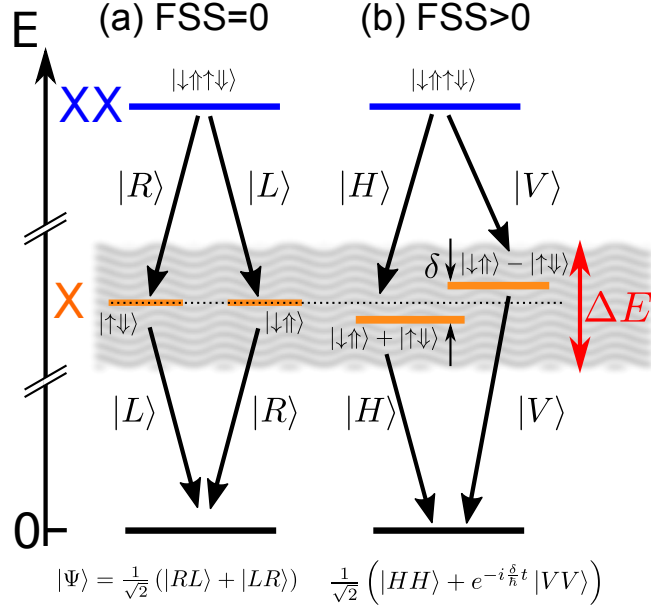 (a) FSS=0 (b) FSS>0
E
|↓⇑↑⇓⟩ |↓⇑↑⇓⟩
XX
|R⟩ |L⟩ |H⟩ |V⟩
δ |↓⇑⟩ − |↑⇓⟩
X
ΔE
|↑⇓⟩ |↓⇑⟩ |↓⇑⟩ + |↑⇓⟩
|L⟩ |R⟩ |H⟩ |V⟩
0
|Ψ⟩ = 1/√2 (|RL⟩ + |LR⟩) 1/√2 (|HH⟩ + e^{−i δ/ħ t} |VV⟩)